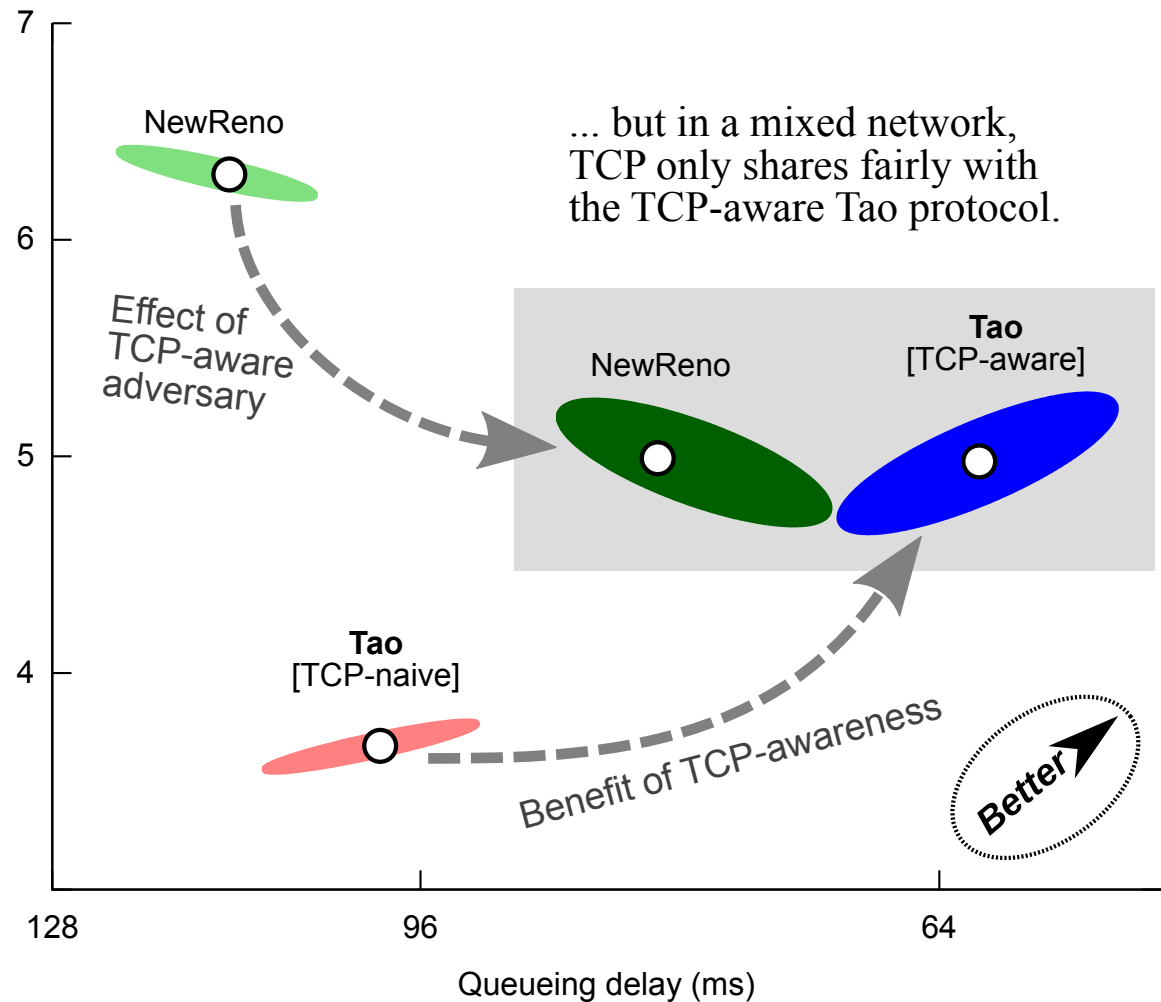 7
NewReno
... but in a mixed network,
TCP only shares fairly with
the TCP-aware Tao protocol.
6
Effect of
TCP-aware
adversary
Tao
[TCP-aware]
NewReno
5
Tao
[TCP-naive]
4
Benefit of TCP-awareness
Better
128
96
64
Queueing delay (ms)